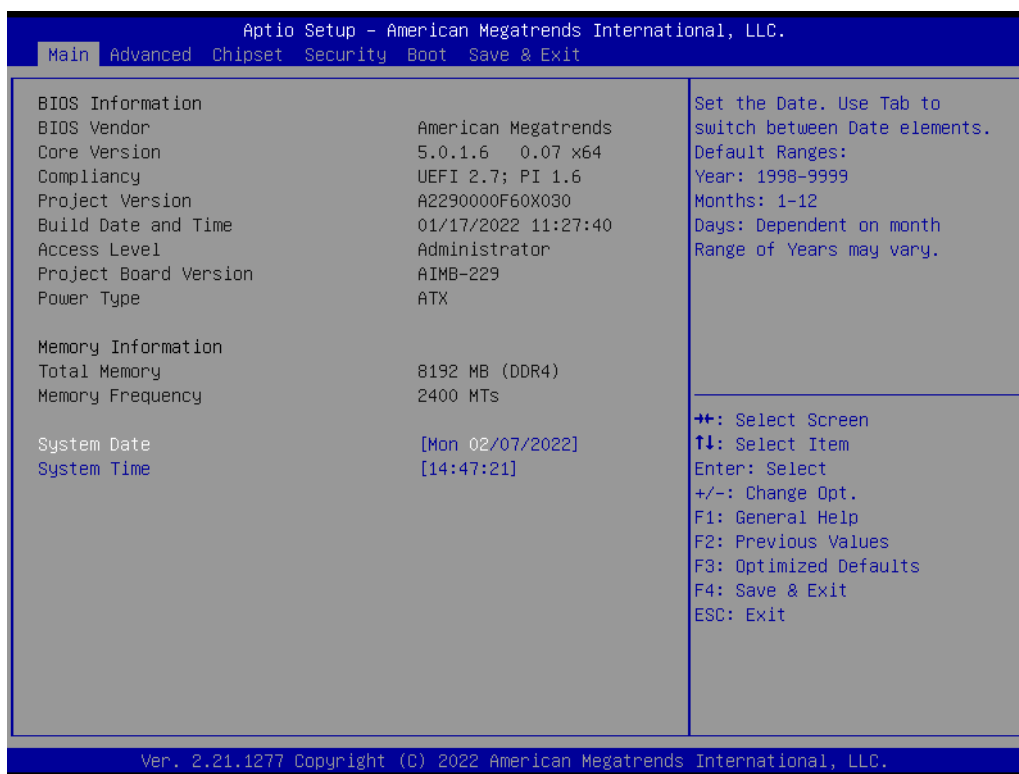 Aptio Setup – American Megatrends International, LLC.
Main Advanced Chipset Security Boot Save & Exit
BIOS Information
BIOS Vendor American Megatrends
Core Version 5.0.1.6 0.07 x64
Compliancy UEFI 2.7; PI 1.6
Project Version A2290000F60X030
Build Date and Time 01/17/2022 11:27:40
Access Level Administrator
Project Board Version AIMB-229
Power Type ATX
Memory Information
Total Memory 8192 MB (DDR4)
Memory Frequency 2400 MTs
System Date [Mon 02/07/2022]
System Time [14:47:21]
Set the Date. Use Tab to
switch between Date elements.
Default Ranges:
Year: 1998-9999
Months: 1-12
Days: Dependent on month
Range of Years may vary.
→←: Select Screen
↑↓: Select Item
Enter: Select
+/-: Change Opt.
F1: General Help
F2: Previous Values
F3: Optimized Defaults
F4: Save & Exit
ESC: Exit
Ver. 2.21.1277 Copyright (C) 2022 American Megatrends International, LLC.